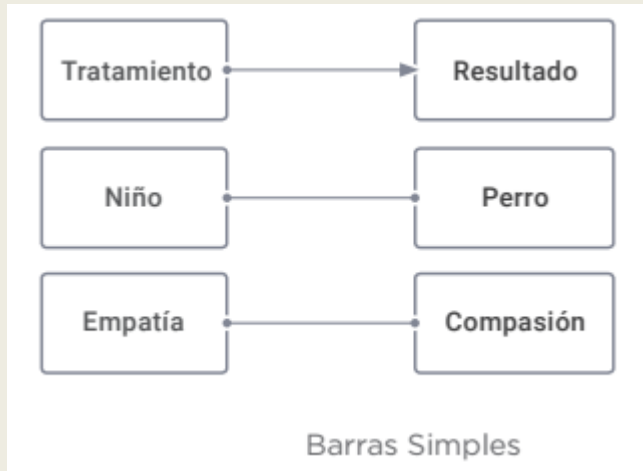 Tratamiento
Resultado
Niño
Perro
Empatía
Compasión
Barras Simples